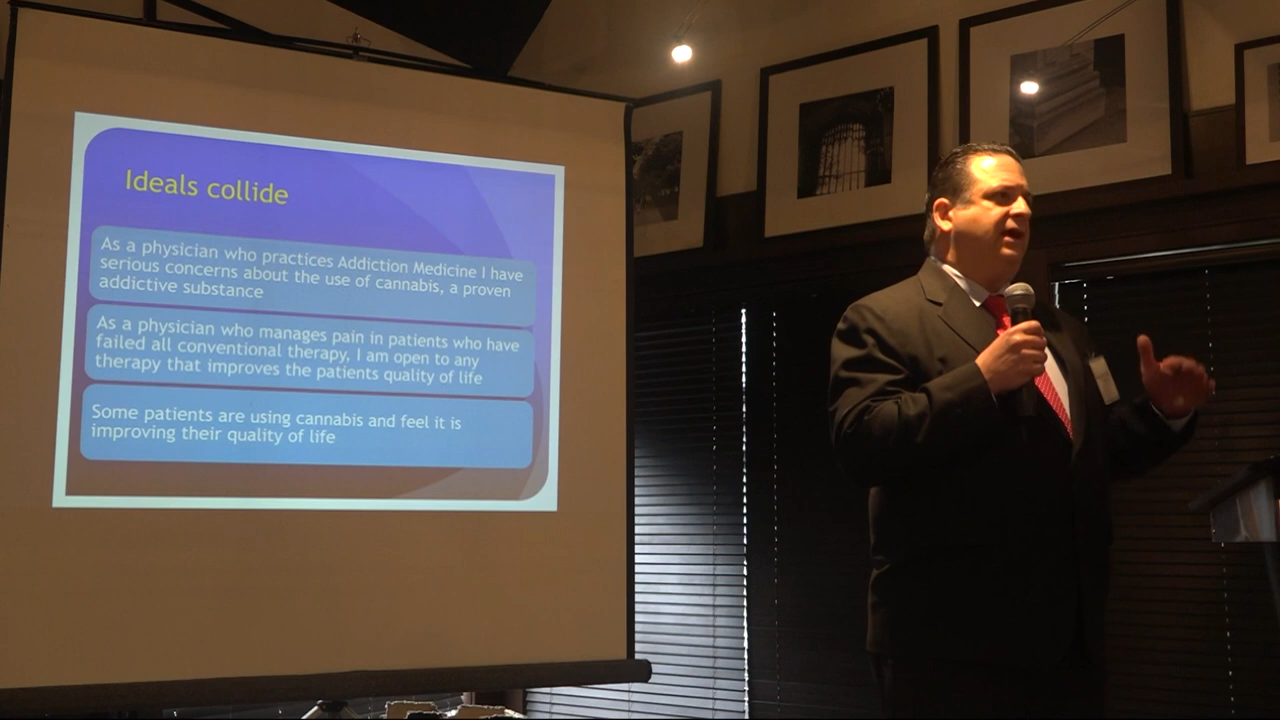 Ideals collide
As a physician who practices Addiction Medicine I have
serious concerns about the use of cannabis, a proven
addictive substance
As a physician who manages pain in patients who have
failed all conventional therapy, I am open to any
therapy that improves the patients quality of life
Some patients are using cannabis and feel it is
improving their quality of life